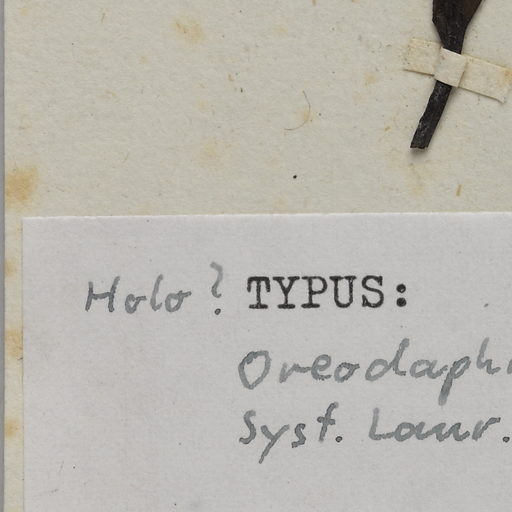 Holo? TYPUS:
Oreodaph
Syst. Laur.